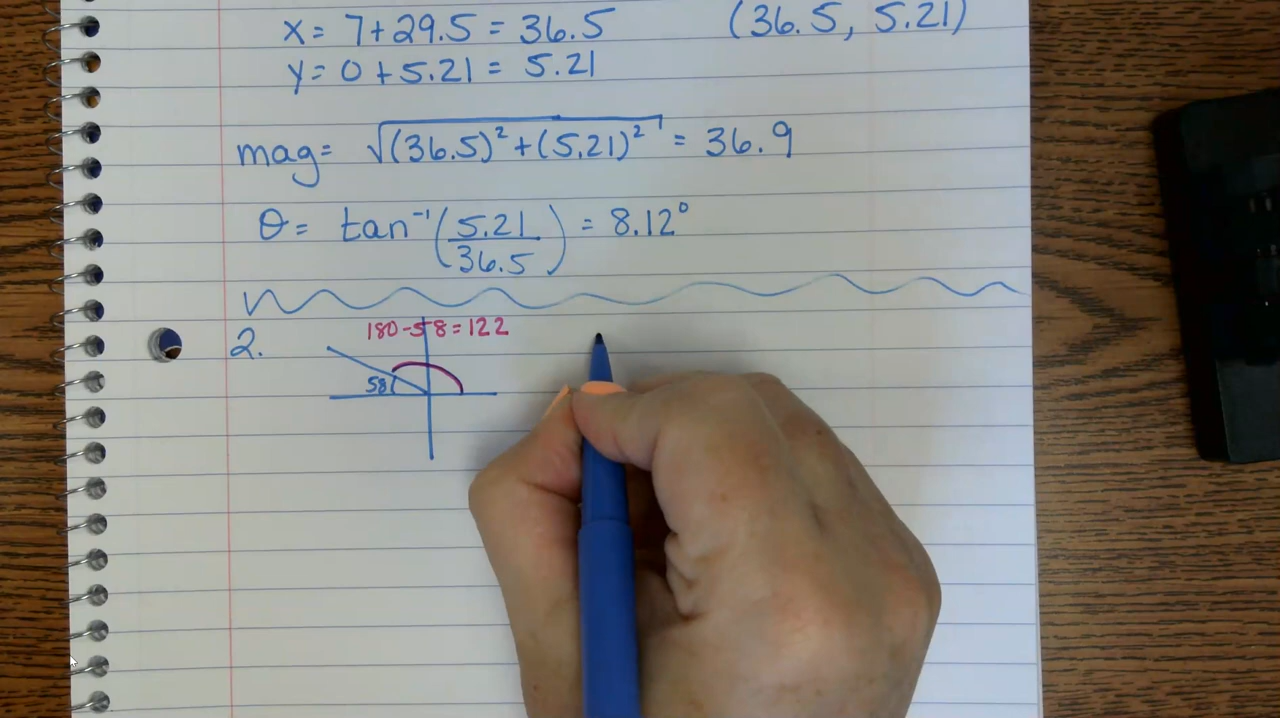 x = 7+29.5 = 36.5 (36.5, 5.21)
y = 0 + 5.21 = 5.21
mag = √(36.5)²+(5.21)² = 36.9
θ = tan⁻¹(5.21/36.5) = 8.12°
2.
180-58=122
58